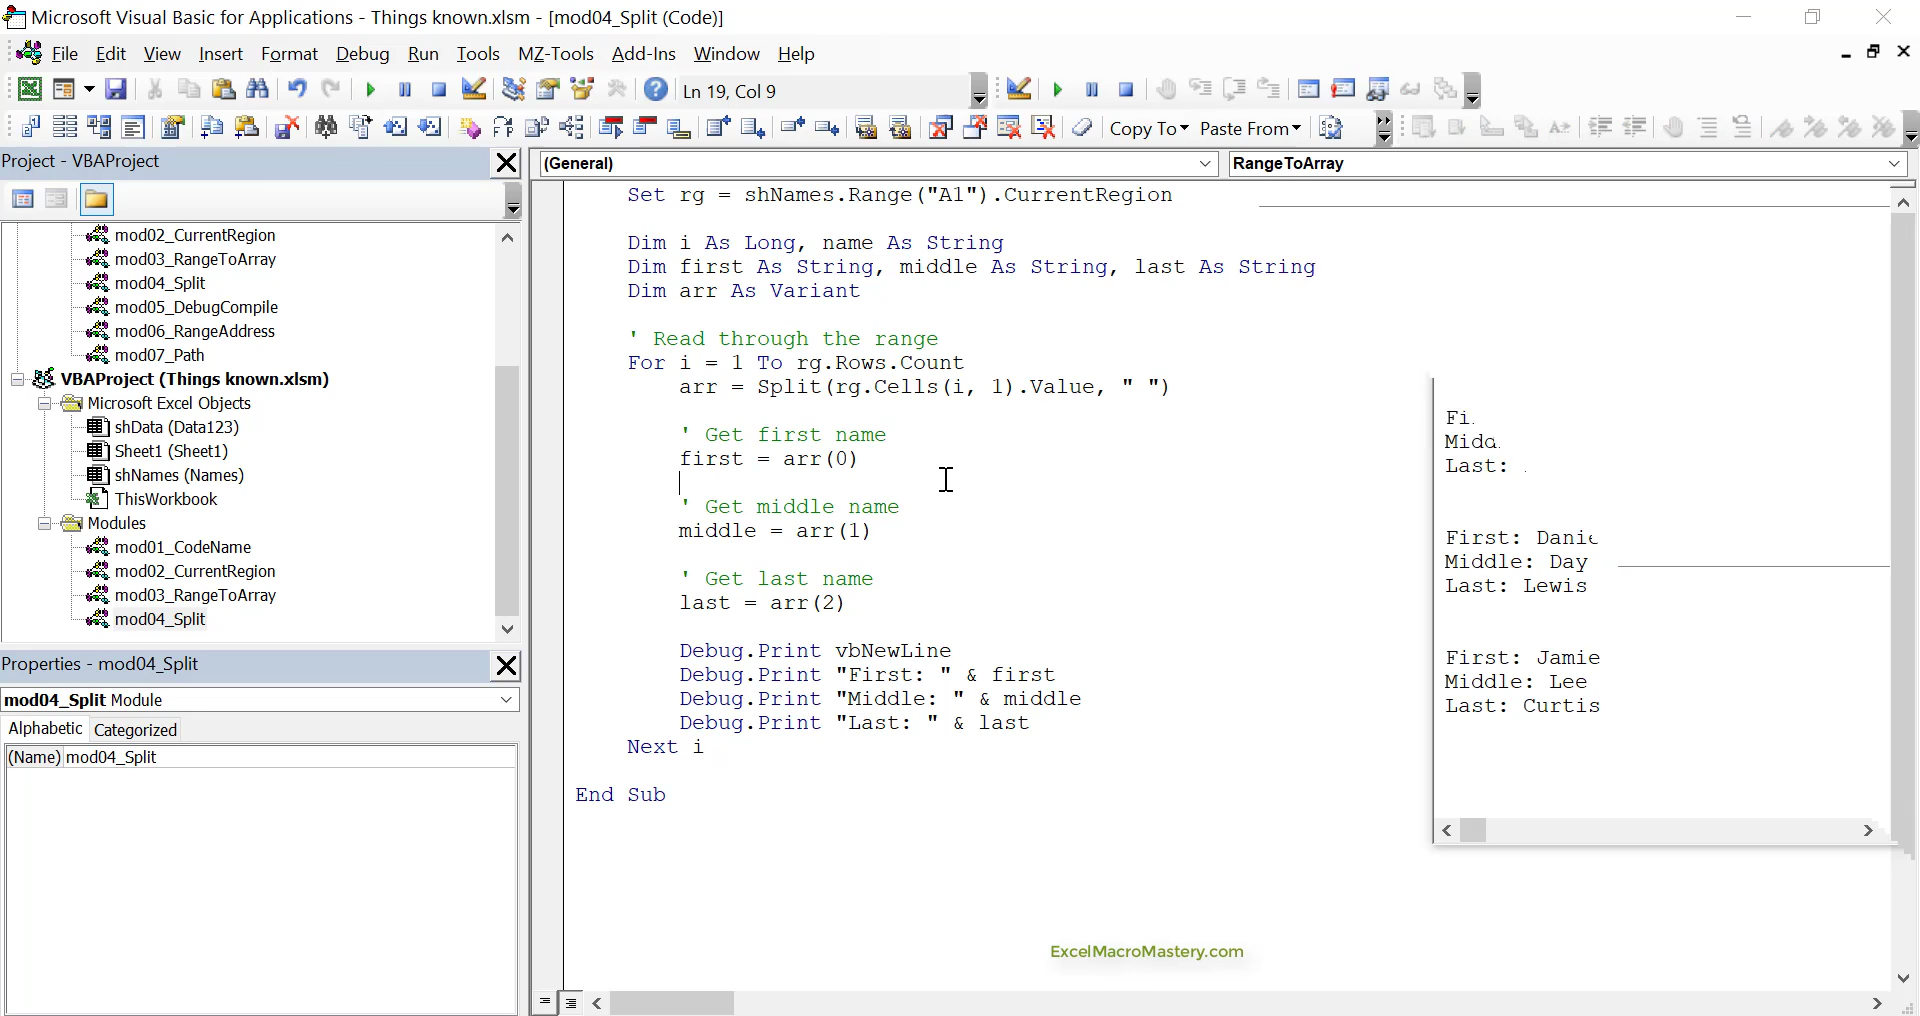 Microsoft Visual Basic for Applications - Things known.xlsm - [mod04_Split (Code)]
File Edit View Insert Format Debug Run Tools MZ-Tools Add-Ins Window Help
Ln 19, Col 9
Copy To Paste From
Project - VBAProject
mod02_CurrentRegion
mod03_RangeToArray
mod04_Split
mod05_DebugCompile
mod06_RangeAddress
mod07_Path
VBAProject (Things known.xlsm)
Microsoft Excel Objects
shData (Data123)
Sheet1 (Sheet1)
shNames (Names)
ThisWorkbook
Modules
mod01_CodeName
mod02_CurrentRegion
mod03_RangeToArray
mod04_Split
Properties - mod04_Split
mod04_Split Module
Alphabetic Categorized
(Name) mod04_Split
(General) RangeToArray
Set rg = shNames.Range("A1").CurrentRegion
Dim i As Long, name As String
Dim first As String, middle As String, last As String
Dim arr As Variant
' Read through the range
For i = 1 To rg.Rows.Count
arr = Split(rg.Cells(i, 1).Value, " ")
' Get first name
first = arr(0)
' Get middle name
middle = arr(1)
' Get last name
last = arr(2)
Debug.Print vbNewLine
Debug.Print "First: " & first
Debug.Print "Middle: " & middle
Debug.Print "Last: " & last
Next i
End Sub
Last:
First:
Middle: Day
Last: Lewis
First: Jamie
Middle: Lee
Last: Curtis
ExcelMacroMastery.com